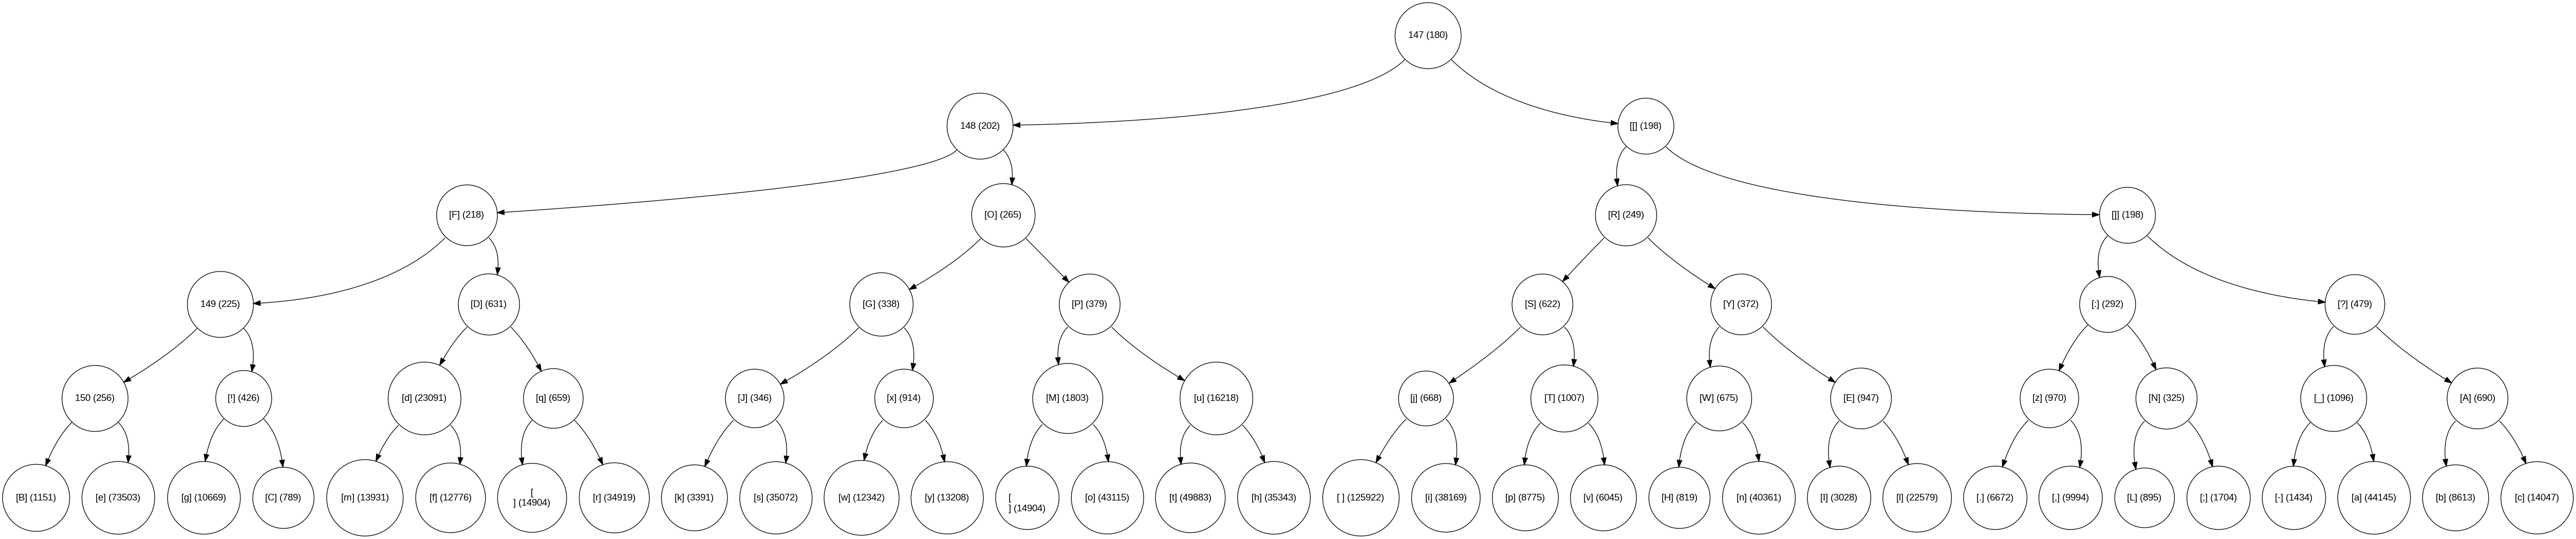 147 (180)
148 (202)
[[] (198)
[F] (218)
[O] (265)
[R] (249)
[]] (198)
149 (225)
[D] (631)
[G] (338)
[P] (379)
[S] (622)
[Y] (372)
[:] (292)
[?] (479)
150 (256)
[!] (426)
[d] (23091)
[q] (659)
[J] (346)
[x] (914)
[M] (1803)
[u] (16218)
[j] (668)
[T] (1007)
[W] (675)
[E] (947)
[z] (970)
[N] (325)
[_] (1096)
[A] (690)
[B] (1151)
[e] (73503)
[g] (10669)
[C] (789)
[m] (13931)
[f] (12776)
[
] (14904)
[r] (34919)
[k] (3391)
[s] (35072)
[w] (12342)
[y] (13208)
[
] (14904)
[o] (43115)
[t] (49883)
[h] (35343)
[ ] (125922)
[i] (38169)
[p] (8775)
[v] (6045)
[H] (819)
[n] (40361)
[I] (3028)
[l] (22579)
[.] (6672)
[,] (9994)
[L] (895)
[;] (1704)
[-] (1434)
[a] (44145)
[b] (8613)
[c] (14047)